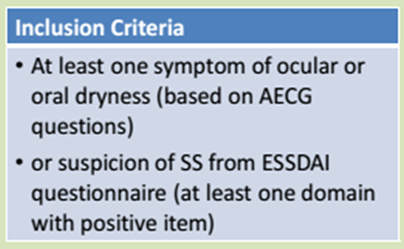 Inclusion Criteria
• At least one symptom of ocular or
oral dryness (based on AECG
questions)
• or suspicion of SS from ESSDAI
questionnaire (at least one domain
with positive item)